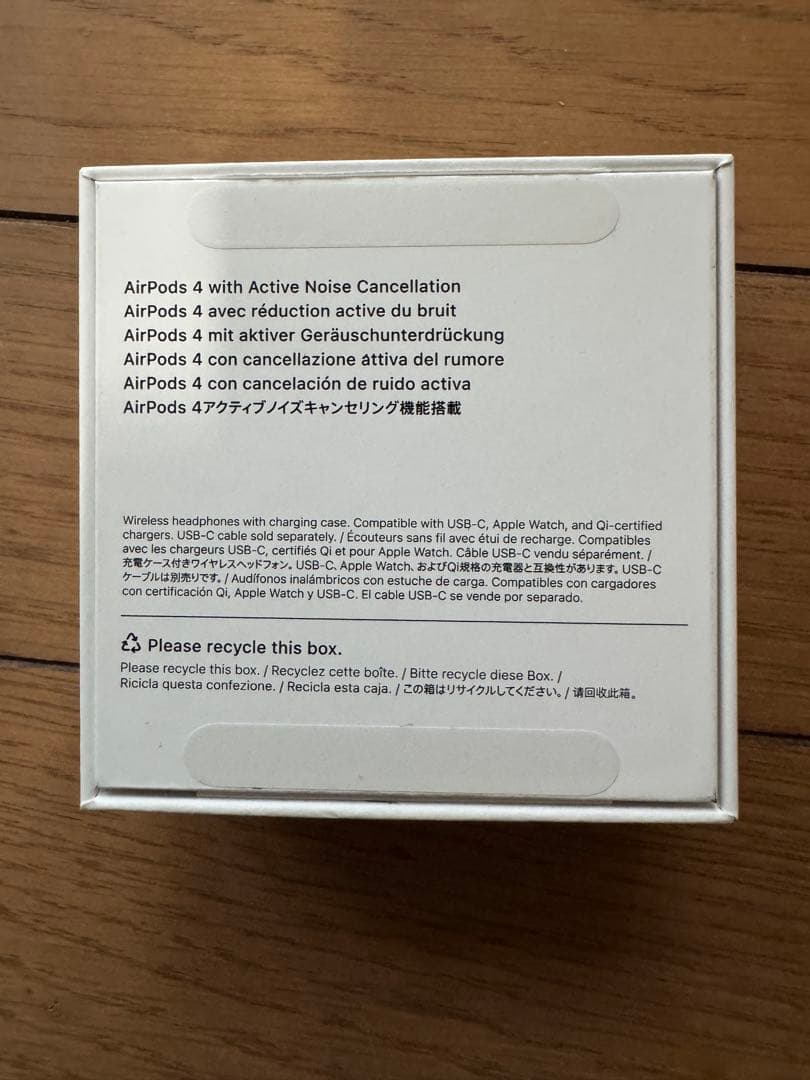 AirPods 4 with Active Noise Cancellation
AirPods 4 avec réduction active du bruit
AirPods 4 mit aktiver Geräuschunterdrückung
AirPods 4 con cancellazione attiva del rumore
AirPods 4 con cancelación de ruido activa
AirPods 4アクティブノイズキャンセリング機能搭載
Wireless headphones with charging case. Compatible with USB-C, Apple Watch, and Qi-certified
chargers. USB-C cable sold separately. / Écouteurs sans fil avec étui de recharge. Compatibles
avec les chargeurs USB-C, certifiés Qi et pour Apple Watch. Câble USB-C vendu séparément. /
充電ケース付きワイヤレスヘッドフォン。USB-C、Apple Watch、およびQi規格の充電器と互換性があります。USB-C
ケーブルは別売りです。/ Audífonos inalámbricos con estuche de carga. Compatibles con cargadores
con certificación Qi, Apple Watch y USB-C. El cable USB-C se vende por separado.
Please recycle this box.
Please recycle this box. / Recyclez cette boîte. / Bitte recycle diese Box. /
Ricicla questa confezione. / Recicla esta caja. / この箱はリサイクルしてください。/ 请回收此箱。